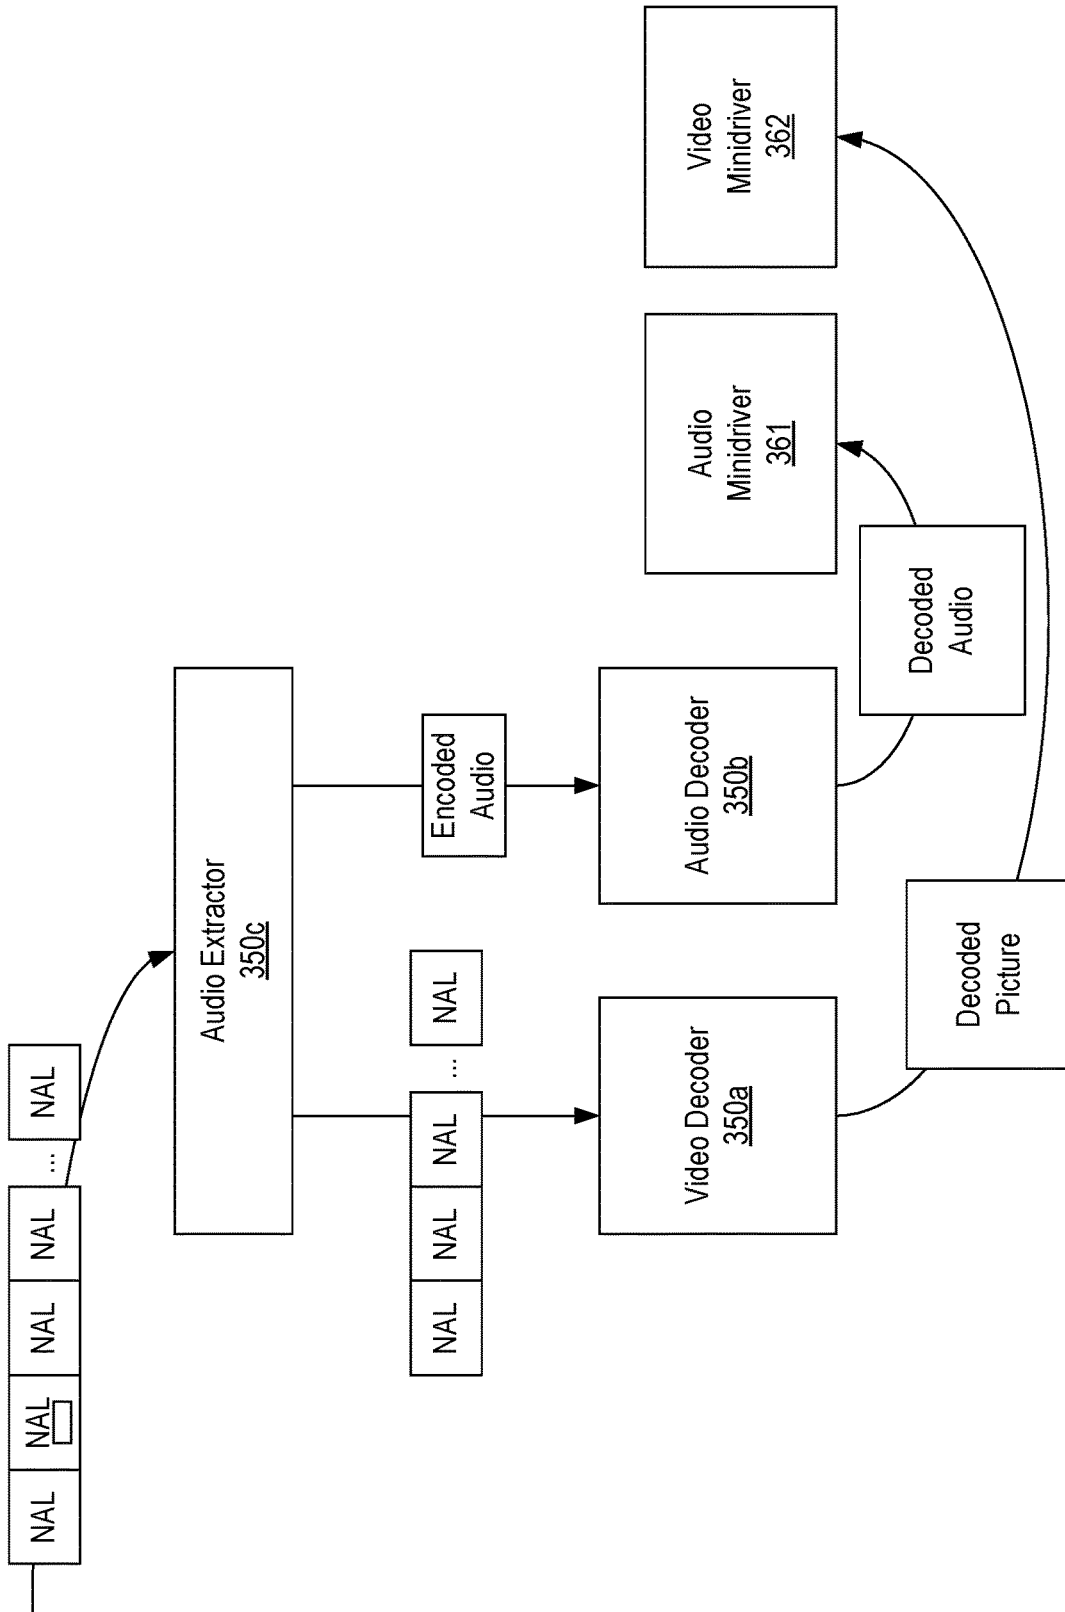 NAL
NAL
NAL
NAL
...
NAL
Audio Extractor
350c
NAL
NAL
NAL
...
NAL
Encoded
Audio
Video Decoder
350a
Audio Decoder
350b
Audio
Minidriver
361
Video
Minidriver
362
Decoded
Picture
Decoded
Audio